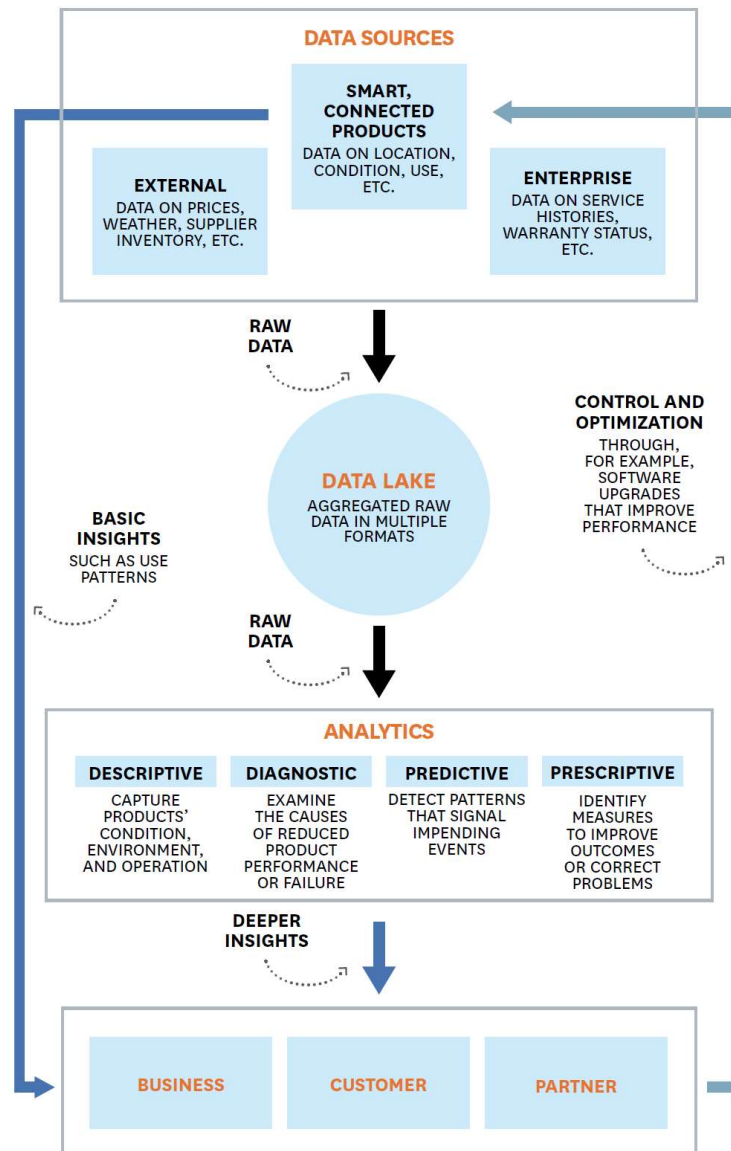 DATA SOURCES
SMART,
CONNECTED
PRODUCTS
DATA ON LOCATION,
CONDITION, USE,
ETC.
EXTERNAL
DATA ON PRICES,
WEATHER, SUPPLIER
INVENTORY, ETC.
ENTERPRISE
DATA ON SERVICE
HISTORIES,
WARRANTY STATUS,
ETC.
RAW
DATA
CONTROL AND
OPTIMIZATION
THROUGH,
FOR EXAMPLE,
SOFTWARE
UPGRADES
THAT IMPROVE
PERFORMANCE
DATA LAKE
AGGREGATED RAW
DATA IN MULTIPLE
FORMATS
BASIC
INSIGHTS
SUCH AS USE
PATTERNS
RAW
DATA
ANALYTICS
DESCRIPTIVE
CAPTURE
PRODUCTS'
CONDITION,
ENVIRONMENT,
AND OPERATION
DIAGNOSTIC
EXAMINE
THE CAUSES
OF REDUCED
PRODUCT
PERFORMANCE
OR FAILURE
PREDICTIVE
DETECT PATTERNS
THAT SIGNAL
IMPENDING
EVENTS
PRESCRIPTIVE
IDENTIFY
MEASURES
TO IMPROVE
OUTCOMES
OR CORRECT
PROBLEMS
DEEPER
INSIGHTS
BUSINESS
CUSTOMER
PARTNER